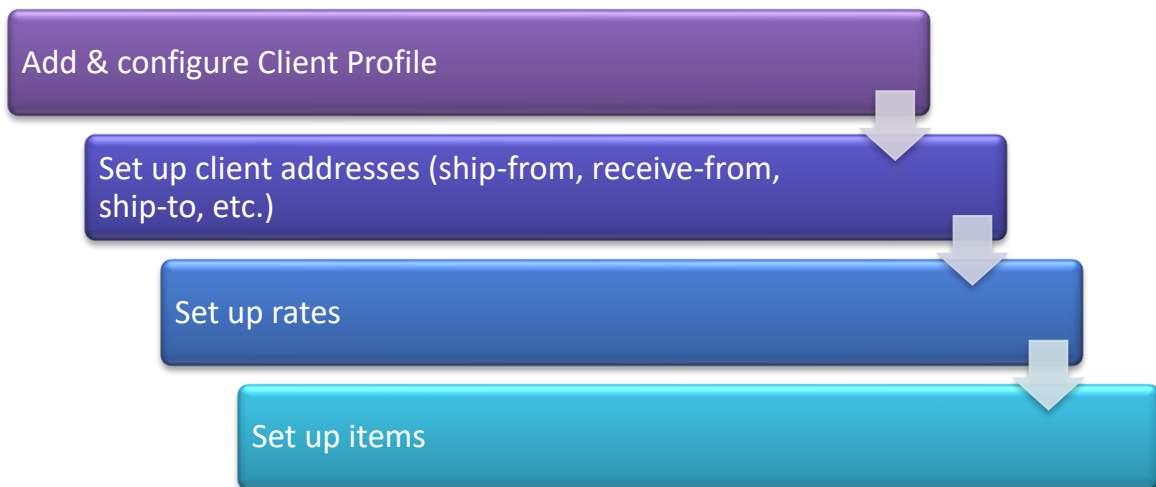 Add & configure Client Profile
Set up client addresses (ship-from, receive-from,
ship-to, etc.)
Set up rates
Set up items